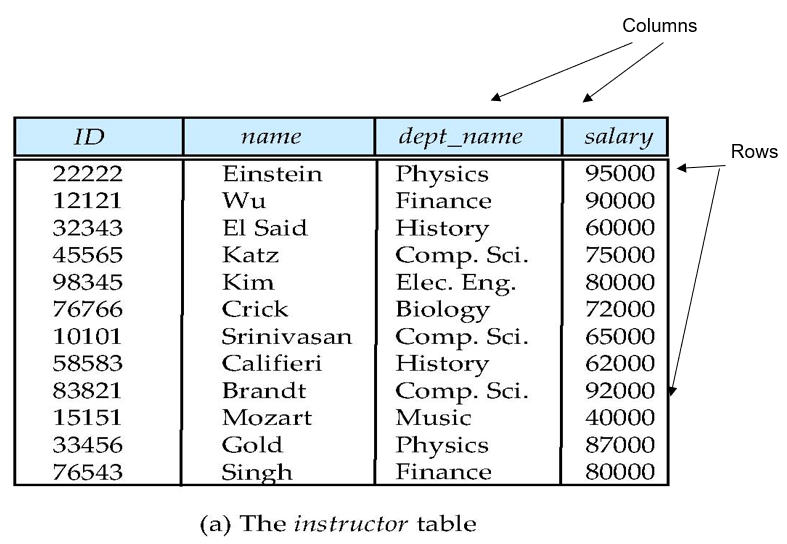 Columns
ID name dept_name salary
Rows
22222 Einstein Physics 95000
12121 Wu Finance 90000
32343 El Said History 60000
45565 Katz Comp. Sci. 75000
98345 Kim Elec. Eng. 80000
76766 Crick Biology 72000
10101 Srinivasan Comp. Sci. 65000
58583 Califieri History 62000
83821 Brandt Comp. Sci. 92000
15151 Mozart Music 40000
33456 Gold Physics 87000
76543 Singh Finance 80000
(a) The instructor table